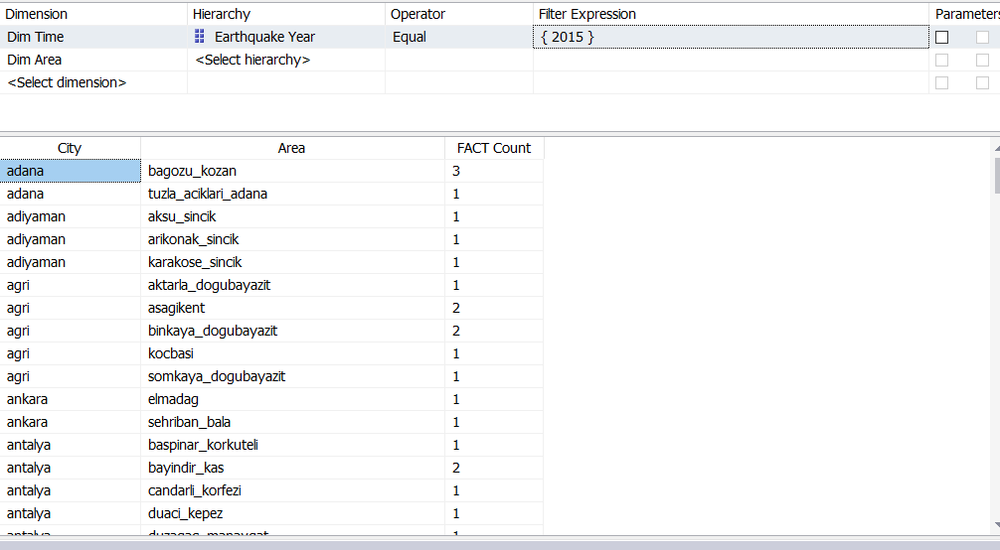 Dimension Hierarchy Operator Filter Expression Parameters
Dim Time Earthquake Year Equal { 2015 }
Dim Area <Select hierarchy>
<Select dimension>
City Area FACT Count
adana bagozu_kozan 3
adana tuzla_aciklari_adana 1
adiyaman aksu_sincik 1
adiyaman arikonak_sincik 1
adiyaman karakose_sincik 1
agri aktarla_dogubayazit 1
agri asagikent 2
agri binkaya_dogubayazit 2
agri kocbasi 1
agri somkaya_dogubayazit 1
ankara elmadag 1
ankara sehriban_bala 1
antalya baspinar_korkuteli 1
antalya bayindir_kas 2
antalya candarli_korfezi 1
antalya duaci_kepez 1
antalya 1